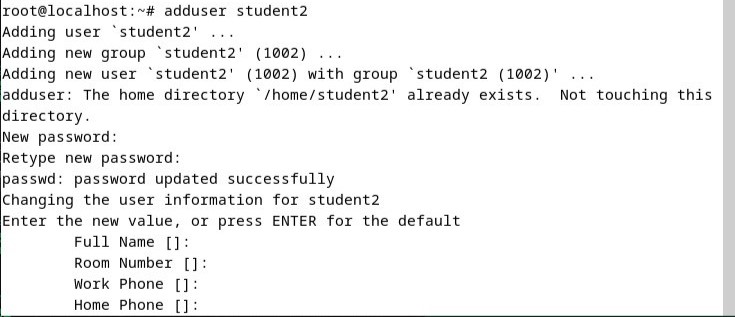 root@localhost:~# adduser student2
Adding user `student2' ...
Adding new group `student2' (1002) ...
Adding new user `student2' (1002) with group `student2 (1002)' ...
adduser: The home directory `/home/student2' already exists.  Not touching this
directory.
New password:
Retype new password:
passwd: password updated successfully
Changing the user information for student2
Enter the new value, or press ENTER for the default
        Full Name []:
        Room Number []:
        Work Phone []:
        Home Phone []: